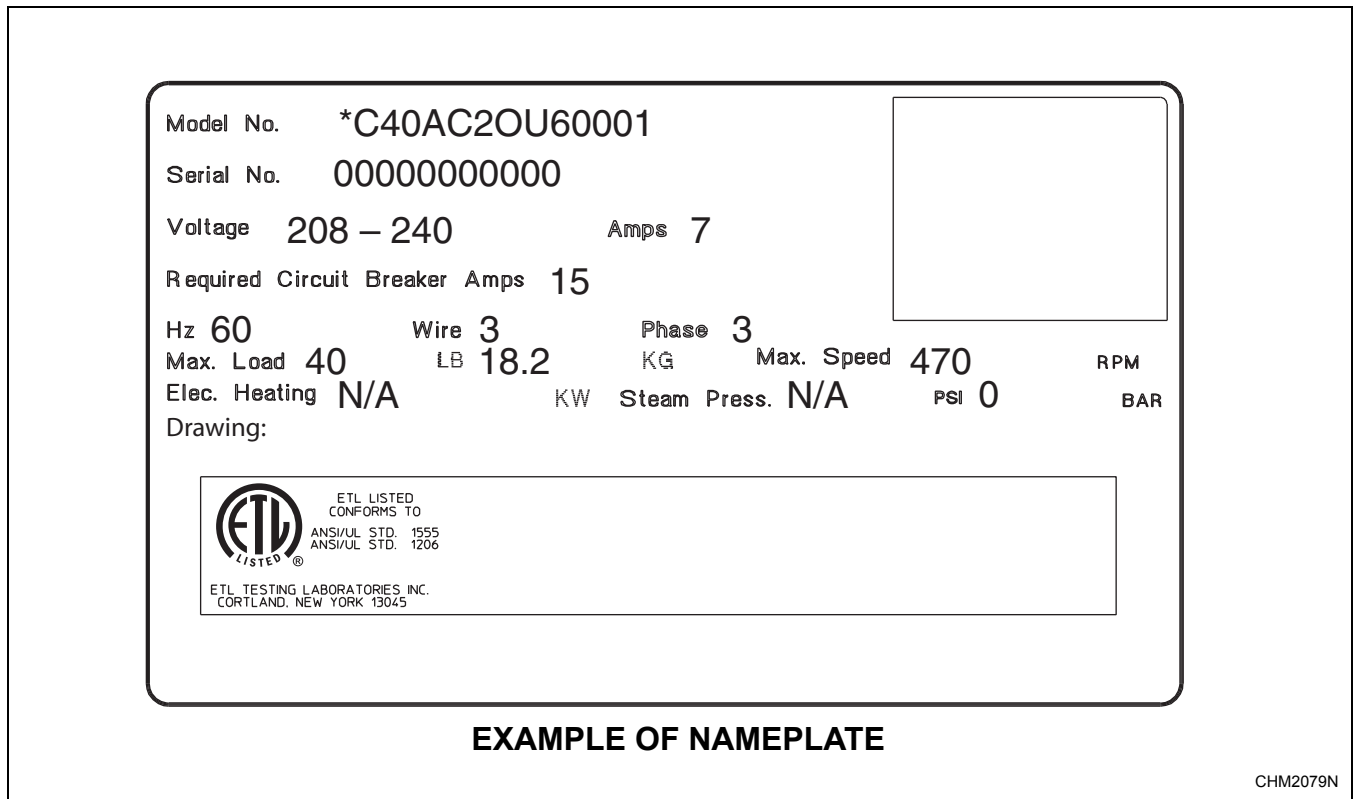 Model No. *C40AC2OU60001
Serial No. 00000000000
Voltage 208 – 240 Amps 7
Required Circuit Breaker Amps 15
Hz 60 Wire 3 Phase 3
Max. Load 40 LB 18.2 KG Max. Speed 470 RPM
Elec. Heating N/A KW Steam Press. N/A PSI 0 BAR
Drawing:
ETL LISTED
CONFORMS TO
ANSI/UL STD. 1555
ANSI/UL STD. 1206
ETL
LISTED ®
ETL TESTING LABORATORIES INC.
CORTLAND, NEW YORK 13045
EXAMPLE OF NAMEPLATE
CHM2079N